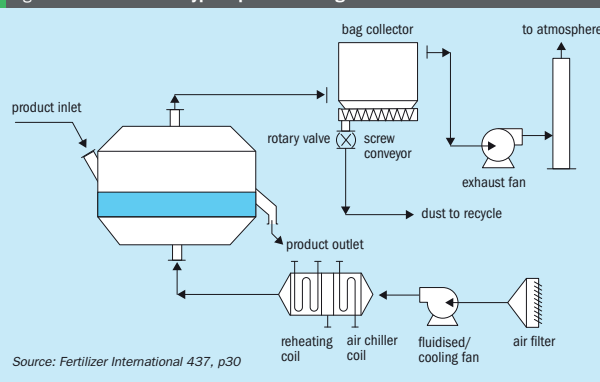 bag collector
to atmosphere
product inlet
rotary valve
screw
conveyor
exhaust fan
dust to recycle
product outlet
reheating
coil
air chiller
coil
fluidised/
cooling fan
air filter
Source: Fertilizer International 437, p30